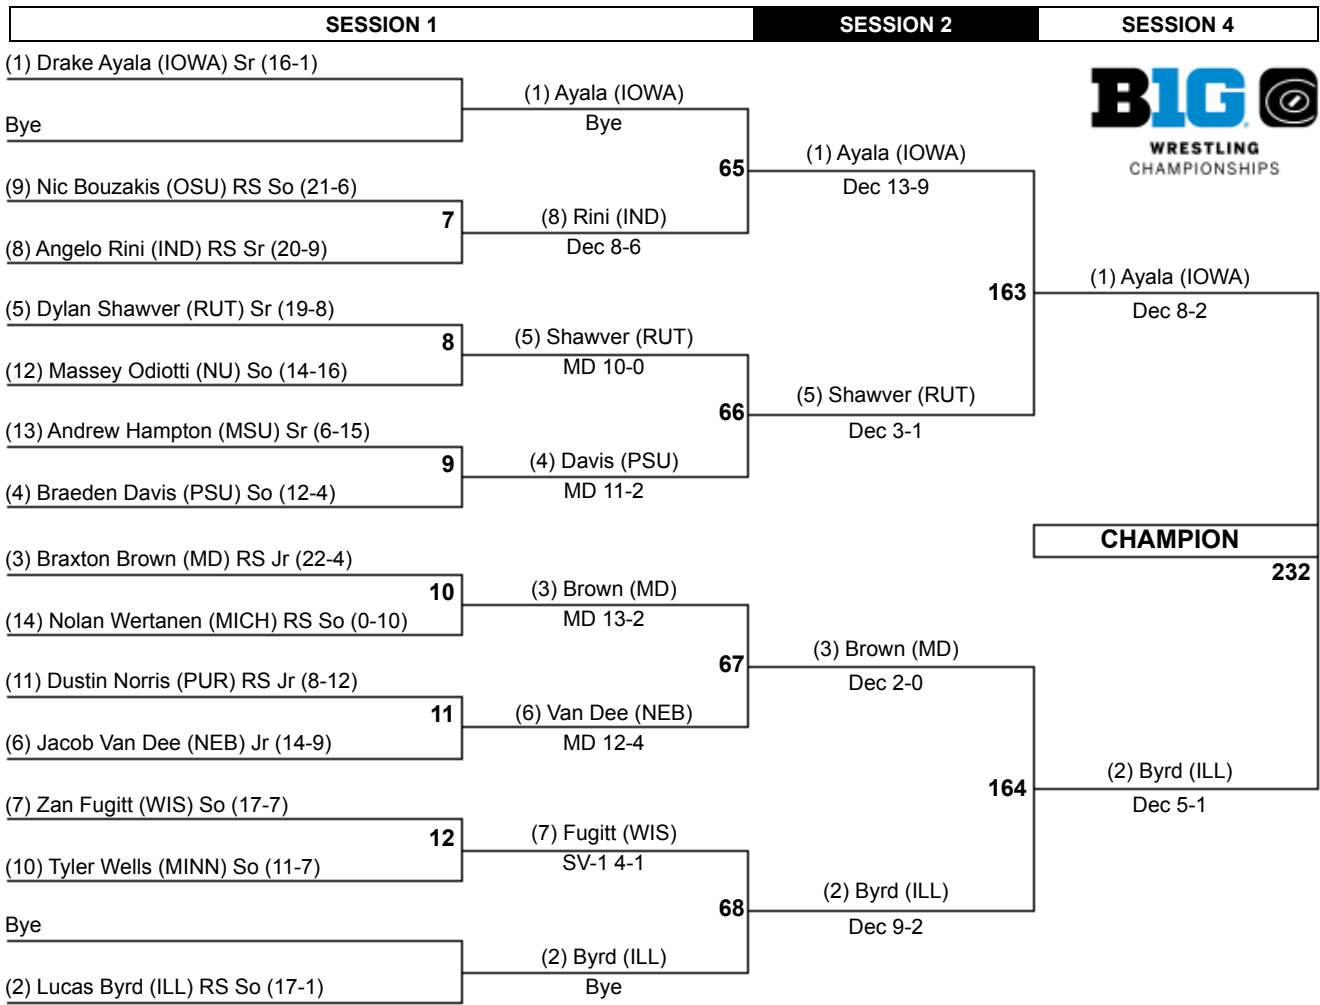 SESSION 1
SESSION 2
SESSION 4
(1) Drake Ayala (IOWA) Sr (16-1)
Bye
(9) Nic Bouzakis (OSU) RS So (21-6)
7
(8) Angelo Rini (IND) RS Sr (20-9)
(5) Dylan Shawver (RUT) Sr (19-8)
8
(12) Massey Odiotti (NU) So (14-16)
(13) Andrew Hampton (MSU) Sr (6-15)
9
(4) Braeden Davis (PSU) So (12-4)
(3) Braxton Brown (MD) RS Jr (22-4)
10
(14) Nolan Wertanen (MICH) RS So (0-10)
(11) Dustin Norris (PUR) RS Jr (8-12)
11
(6) Jacob Van Dee (NEB) Jr (14-9)
(7) Zan Fugitt (WIS) So (17-7)
12
(10) Tyler Wells (MINN) So (11-7)
Bye
(2) Lucas Byrd (ILL) RS So (17-1)
(1) Ayala (IOWA)
Bye
65
(8) Rini (IND)
Dec 8-6
(5) Shawver (RUT)
MD 10-0
66
(4) Davis (PSU)
MD 11-2
(3) Brown (MD)
MD 13-2
67
(6) Van Dee (NEB)
MD 12-4
(7) Fugitt (WIS)
SV-1 4-1
68
(2) Byrd (ILL)
Bye
(1) Ayala (IOWA)
Dec 13-9
163
(5) Shawver (RUT)
Dec 3-1
(3) Brown (MD)
Dec 2-0
164
(2) Byrd (ILL)
Dec 9-2
B1G
WRESTLING
CHAMPIONSHIPS
(1) Ayala (IOWA)
Dec 8-2
CHAMPION
232
(2) Byrd (ILL)
Dec 5-1